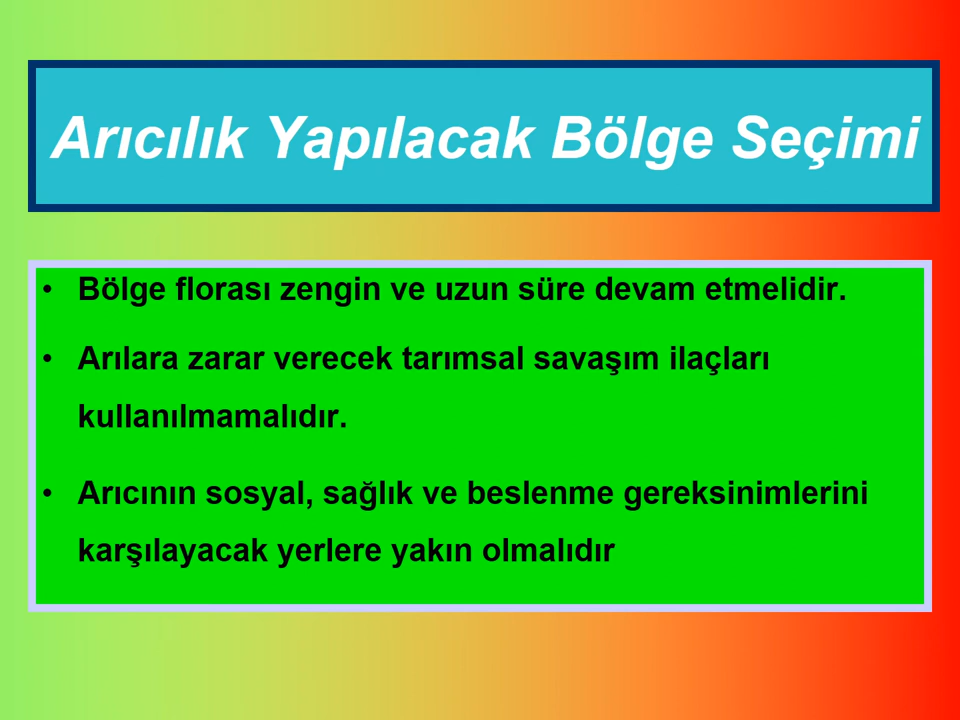 Arıcılık Yapılacak Bölge Seçimi
• Bölge florası zengin ve uzun süre devam etmelidir.
• Arılara zarar verecek tarımsal savaşım ilaçları
kullanılmamalıdır.
• Arıcının sosyal, sağlık ve beslenme gereksinimlerini
karşılayacak yerlere yakın olmalıdır